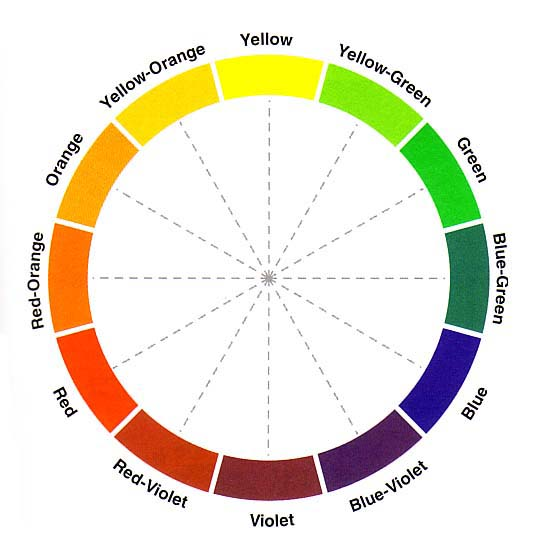 Yellow
Yellow-Green
Green
Blue-Green
Blue
Blue-Violet
Violet
Red-Violet
Red
Red-Orange
Orange
Yellow-Orange